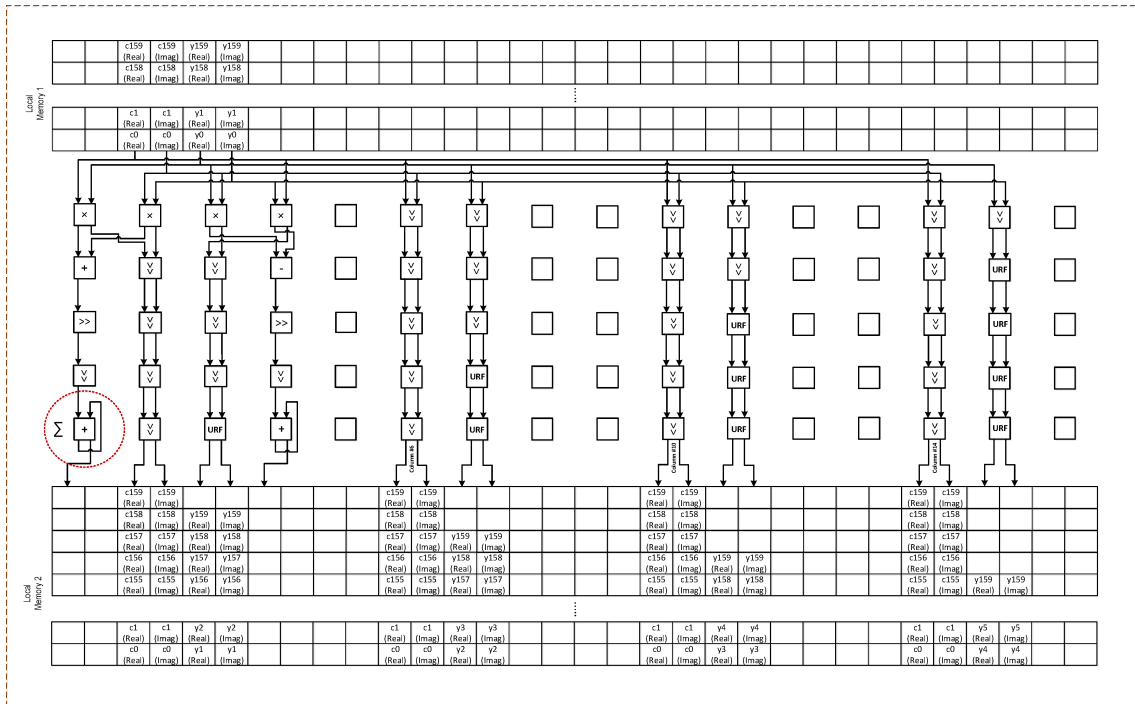 c159 c159 y159 y159
(Real) (Imag) (Real) (Imag)
c158 c158 y158 y158
(Real) (Imag) (Real) (Imag)
Local
Memory 1
c1 c1 y1 y1
(Real) (Imag) (Real) (Imag)
c0 c0 y0 y0
(Real) (Imag) (Real) (Imag)
× × × × >> >> >> >> >> >>
+ >> >> - >> >> >> >> >> URF
>> >> >> >> >> >> >> URF >> URF
>> >> >> >> >> URF >> URF >> URF
Σ + >> URF + >> URF >> URF >> URF
Column #6 Column #10 Column #14
c159 c159 c159 c159 c159 c159 c159 c159
(Real) (Imag) (Real) (Imag) (Real) (Imag) (Real) (Imag)
c158 c158 y159 y159 c158 c158 c158 c158 c158 c158
(Real) (Imag) (Real) (Imag) (Real) (Imag) (Real) (Imag) (Real) (Imag)
c157 c157 y158 y158 c157 c157 y159 y159 c157 c157 c157 c157
(Real) (Imag) (Real) (Imag) (Real) (Imag) (Real) (Imag) (Real) (Imag) (Real) (Imag)
c156 c156 y157 y157 c156 c156 y158 y158 c156 c156 y159 y159 c156 c156
(Real) (Imag) (Real) (Imag) (Real) (Imag) (Real) (Imag) (Real) (Imag) (Real) (Imag) (Real) (Imag)
c155 c155 y156 y156 c155 c155 y157 y157 c155 c155 y158 y158 c155 c155 y159 y159
(Real) (Imag) (Real) (Imag) (Real) (Imag) (Real) (Imag) (Real) (Imag) (Real) (Imag) (Real) (Imag) (Real) (Imag)
Local
Memory 2
c1 c1 y2 y2 c1 c1 y3 y3 c1 c1 y4 y4 c1 c1 y5 y5
(Real) (Imag) (Real) (Imag) (Real) (Imag) (Real) (Imag) (Real) (Imag) (Real) (Imag) (Real) (Imag) (Real) (Imag)
c0 c0 y1 y1 c0 c0 y2 y2 c0 c0 y3 y3 c0 c0 y4 y4
(Real) (Imag) (Real) (Imag) (Real) (Imag) (Real) (Imag) (Real) (Imag) (Real) (Imag) (Real) (Imag) (Real) (Imag)